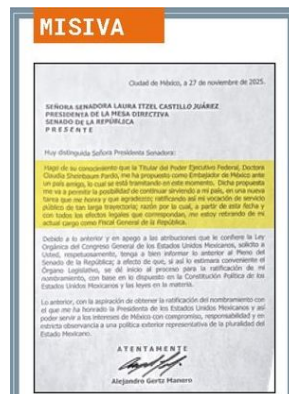 MISIVA
Ciudad de México, a 27 de noviembre de 2025.
SEÑORA SENADORA LAURA ITZEL CASTILLO JUÁREZ
PRESIDENTA DE LA MESA DIRECTIVA
SENADO DE LA REPÚBLICA
P R E S E N T E
Muy distinguida Señora Presidenta Senadora:
Hago de su conocimiento que la Titular del Poder Ejecutivo Federal, Doctora
Claudia Sheinbaum Pardo, me ha propuesto como Embajador de México ante
un país amigo, lo cual se está tramitando en este momento. Dicha propuesta
me va a permitir la posibilidad de continuar sirviendo a mi país, en una nueva
tarea que me honra y que agradezco; ratificando así mi vocación de servicio
público de tan larga trayectoria; razón por la cual, a partir de esta fecha y
con todos los efectos legales que correspondan, me estoy retirando de mi
actual cargo como Fiscal General de la República.
Debido a lo anterior y en apego a las atribuciones que le confiere la Ley
Orgánica del Congreso General de los Estados Unidos Mexicanos, solicito a
Usted, respetuosamente, tenga a bien informar lo anterior al Pleno del
Senado de la República; a efecto de que, si así lo estimara conveniente el
Órgano Legislativo, se dé inicio al proceso para la ratificación de mi
nombramiento, con base en lo dispuesto en la Constitución Política de los
Estados Unidos Mexicanos y las leyes en la materia.
Lo anterior, con la aspiración de obtener la ratificación del nombramiento con
el que me ha honrado la Presidenta de los Estados Unidos Mexicanos y así
poder servir a los intereses de México con compromiso, responsabilidad y en
estricta observancia a una política exterior representativa de la pluralidad del
Estado Mexicano.
A T E N T A M E N T E
Alejandro Gertz Manero